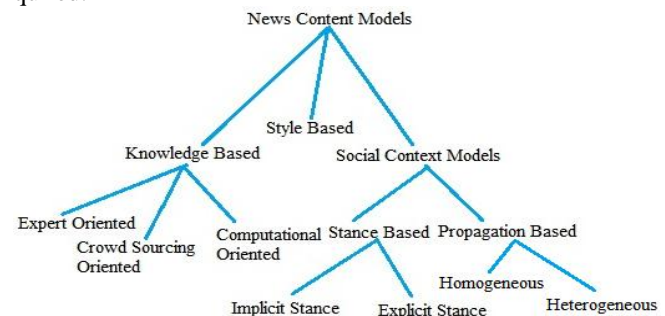 News Content Models
Style Based
Knowledge Based
Social Context Models
Expert Oriented
Crowd Sourcing
Oriented
Computational
Oriented
Stance Based
Propagation Based
Homogeneous
Heterogeneous
Implicit Stance
Explicit Stance